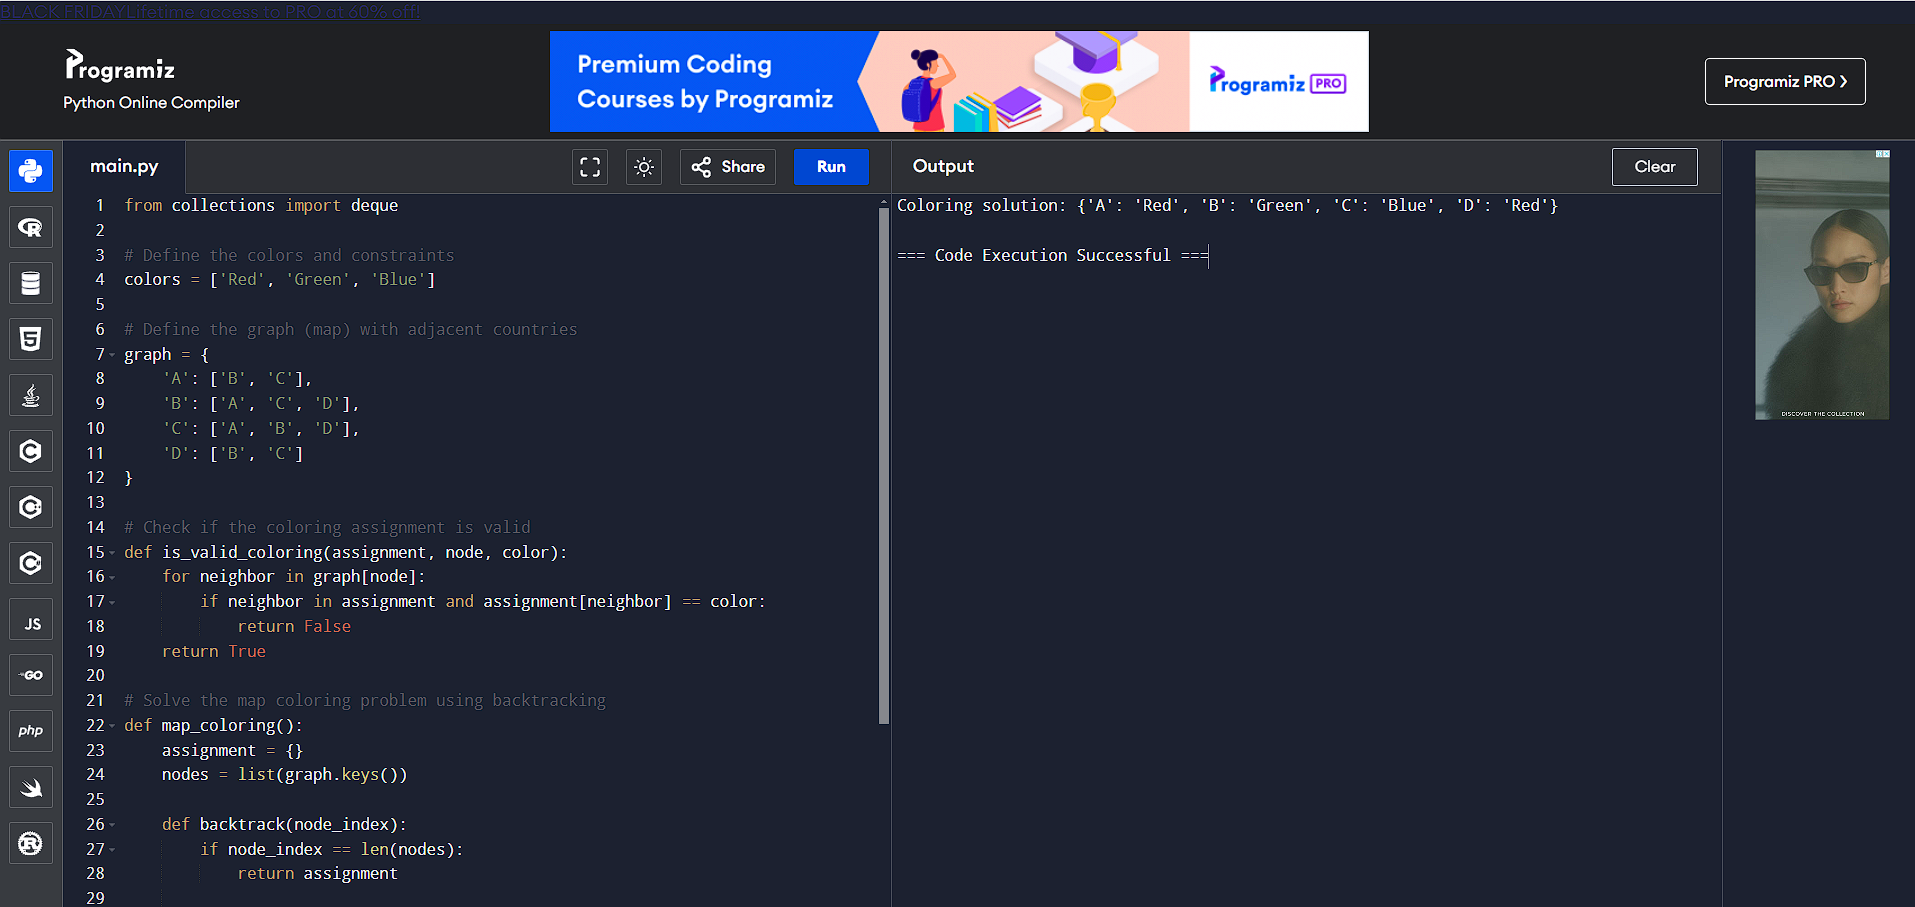 BLACK FRIDAYLifetime access to PRO at 60% off!
Programiz
Python Online Compiler
Premium Coding
Courses by Programiz
Programiz PRO
Programiz PRO
main.py
Share
Run
Output
Clear
1 from collections import deque
2
3 # Define the colors and constraints
4 colors = ['Red', 'Green', 'Blue']
5
6 # Define the graph (map) with adjacent countries
7 graph = {
8     'A': ['B', 'C'],
9     'B': ['A', 'C', 'D'],
10     'C': ['A', 'B', 'D'],
11     'D': ['B', 'C']
12 }
13
14 # Check if the coloring assignment is valid
15 def is_valid_coloring(assignment, node, color):
16     for neighbor in graph[node]:
17         if neighbor in assignment and assignment[neighbor] == color:
18             return False
19     return True
20
21 # Solve the map coloring problem using backtracking
22 def map_coloring():
23     assignment = {}
24     nodes = list(graph.keys())
25
26     def backtrack(node_index):
27         if node_index == len(nodes):
28             return assignment
29
Coloring solution: {'A': 'Red', 'B': 'Green', 'C': 'Blue', 'D': 'Red'}
=== Code Execution Successful ===
DISCOVER THE COLLECTION
JS
GO
php